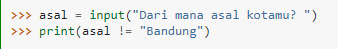 >>> asal = input("Dari mana asal kotamu? ")
>>> print(asal != "Bandung")